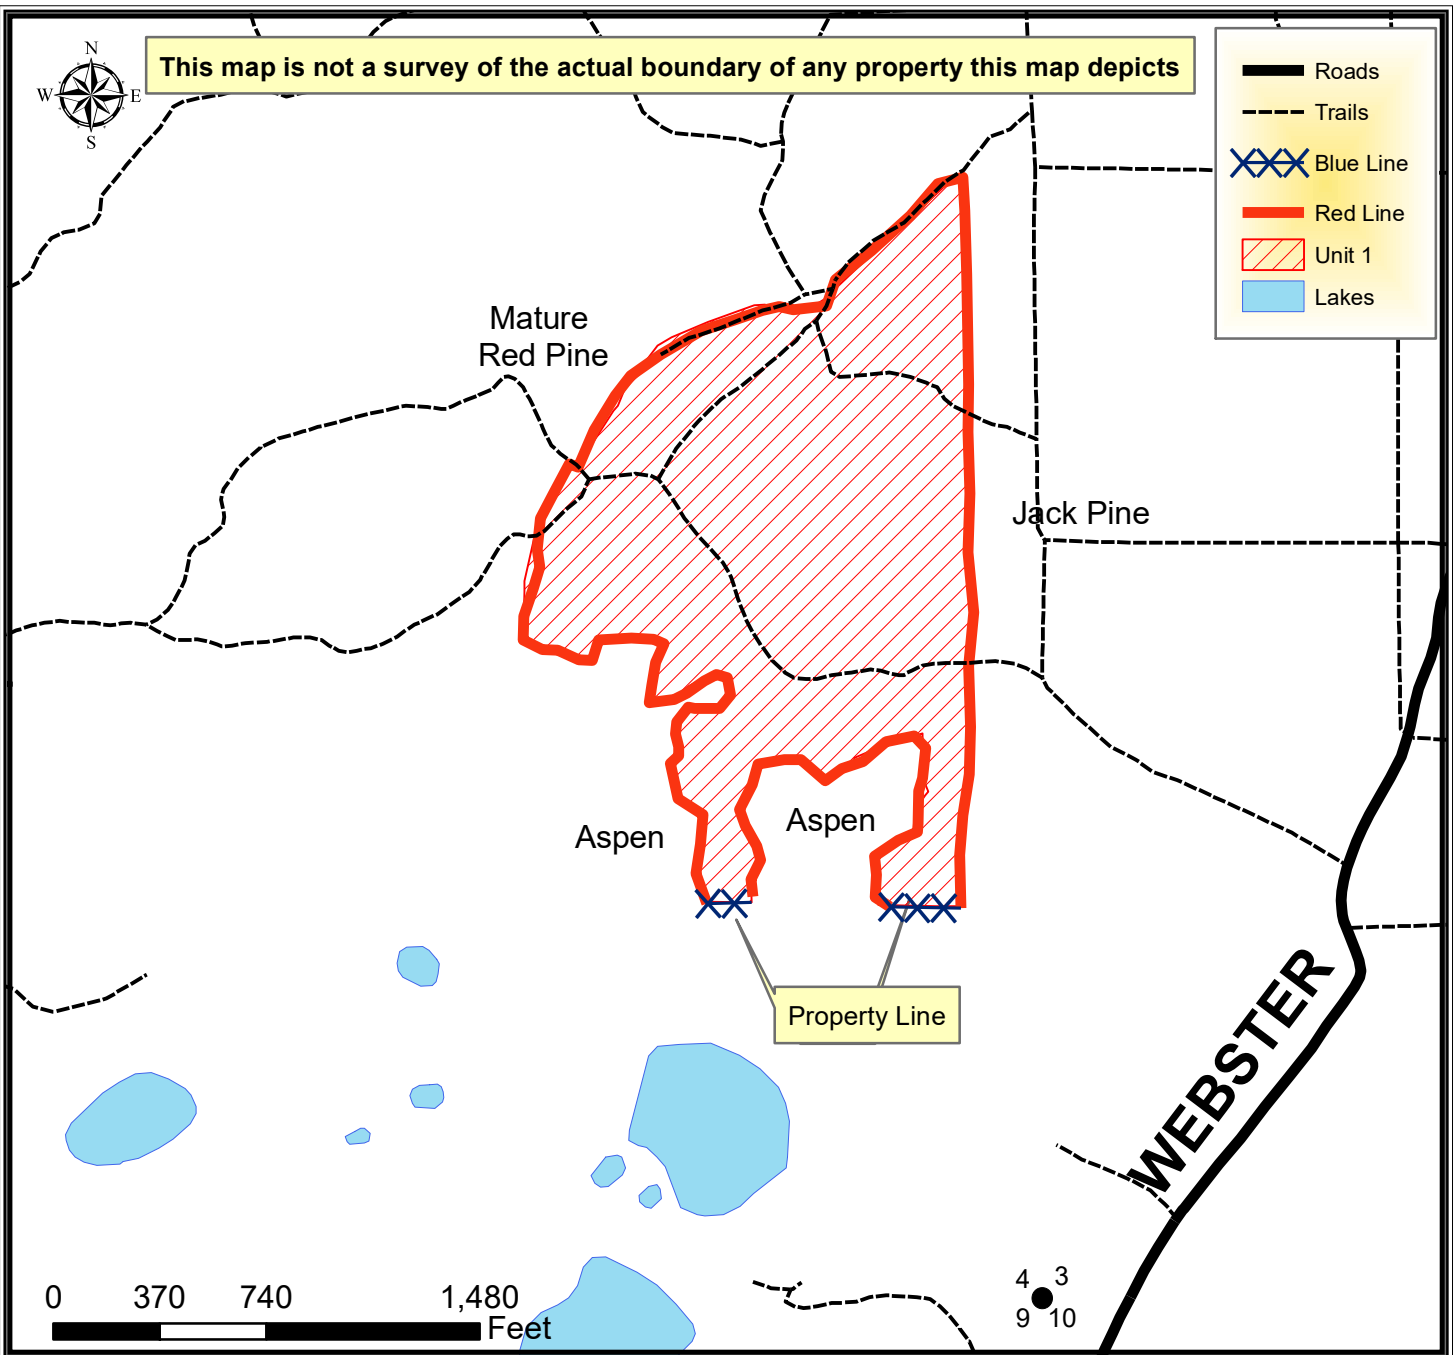 N
W E
S
This map is not a survey of the actual boundary of any property this map depicts
Roads
Trails
Blue Line
Red Line
Unit 1
Lakes
Mature
Red Pine
Jack Pine
Aspen
Aspen
Property Line
WEBSTER
0 370 740 1,480
Feet
4 3
9 10